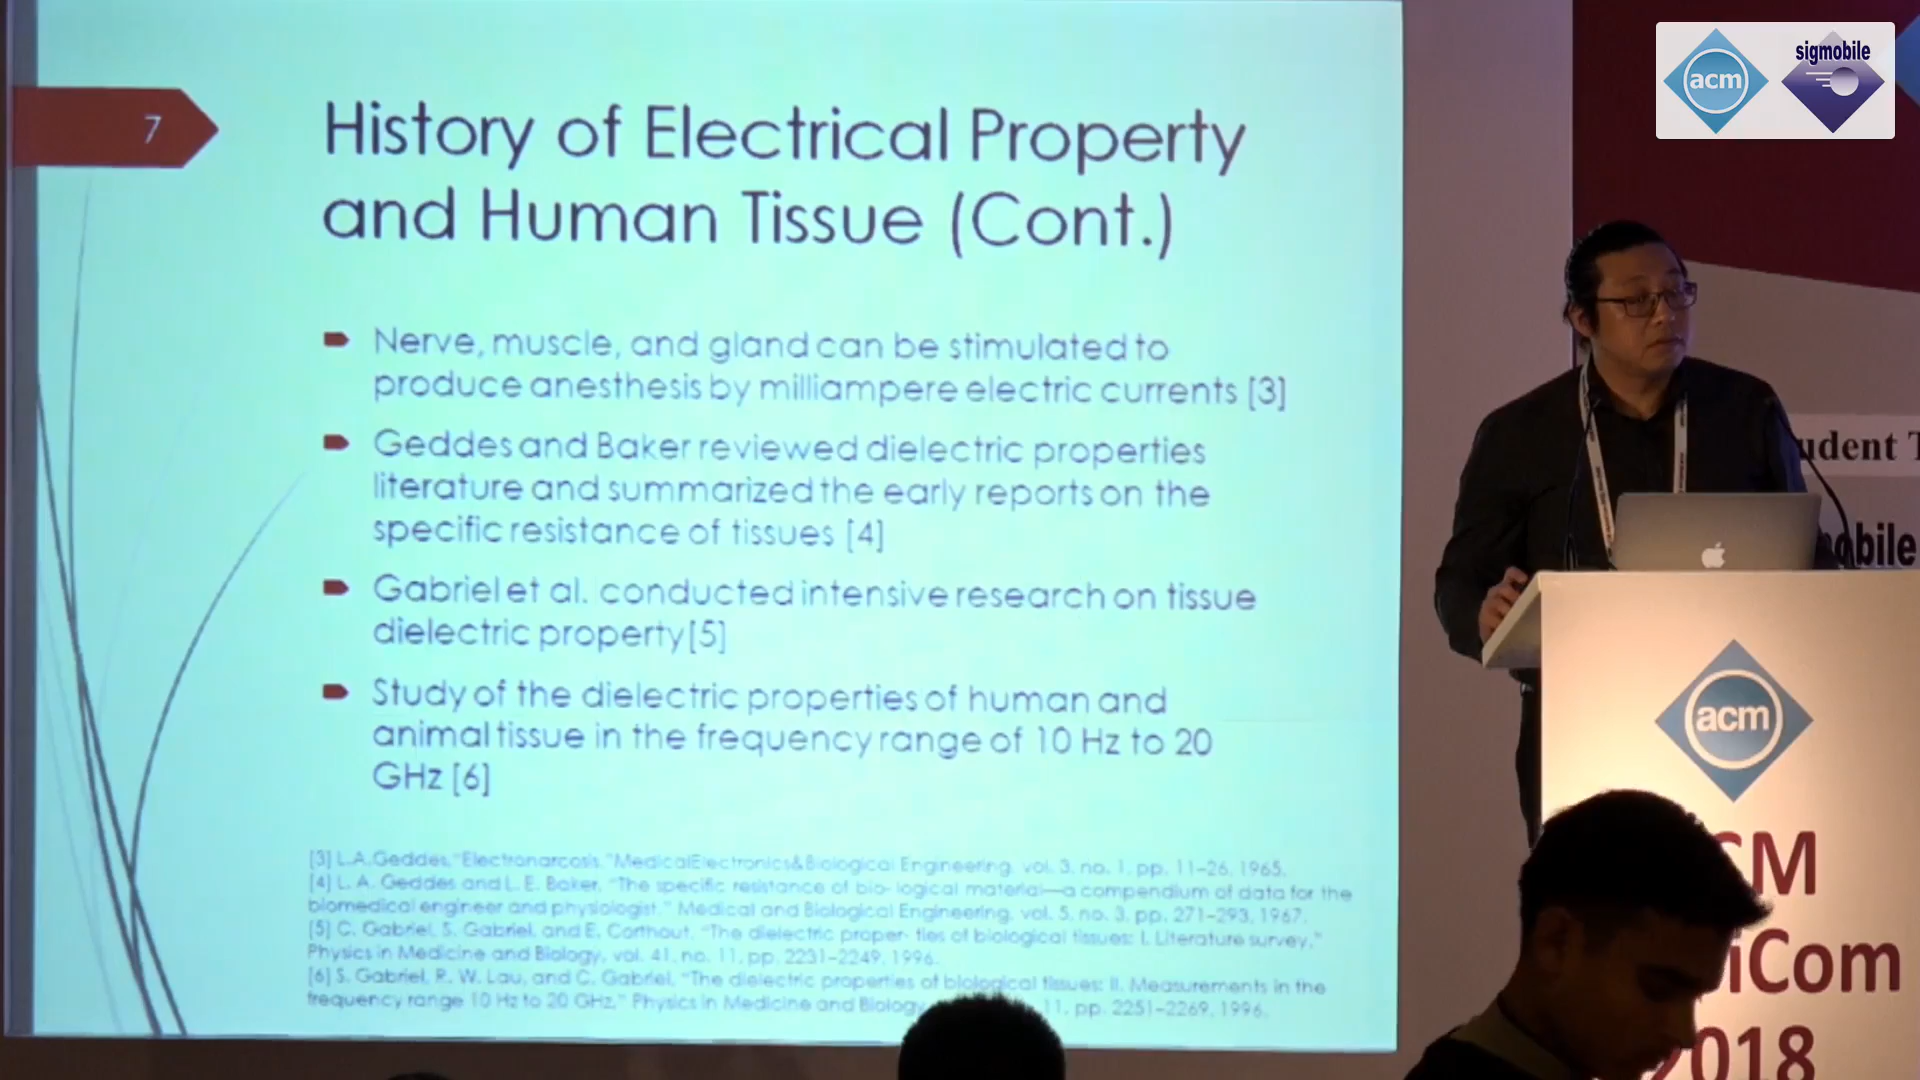 7
History of Electrical Property
and Human Tissue (Cont.)
Nerve, muscle, and gland can be stimulated to
produce anesthesis by milliampere electric currents [3]
Geddes and Baker reviewed dielectric properties
literature and summarized the early reports on the
specific resistance of tissues [4]
Gabriel et al. conducted intensive research on tissue
dielectric property[5]
Study of the dielectric properties of human and
animal tissue in the frequency range of 10 Hz to 20
GHz [6]
[3] L.A.Geddes,"Electronarcosis,"MedicalElectronics&Biological Engineering, vol. 3, no. 1, pp. 11–26, 1965.
[4] L. A. Geddes and L. E. Baker, "The specific resistance of bio- logical material—a compendium of data for the
biomedical engineer and physiologist," Medical and Biological Engineering, vol. 5, no. 3, pp. 271–293, 1967.
[5] C. Gabriel, S. Gabriel, and E. Corthout, "The dielectric proper- ties of biological tissues: I. Literature survey,"
Physics in Medicine and Biology, vol. 41, no. 11, pp. 2231–2249, 1996.
[6] S. Gabriel, R. W. Lau, and C. Gabriel, "The dielectric properties of biological tissues: II. Measurements in the
frequency range 10 Hz to 20 GHz," Physics in Medicine and Biology 11, pp. 2251–2269, 1996.
acm
sigmobile
udent T
obile
acm
CM
iCom
2018